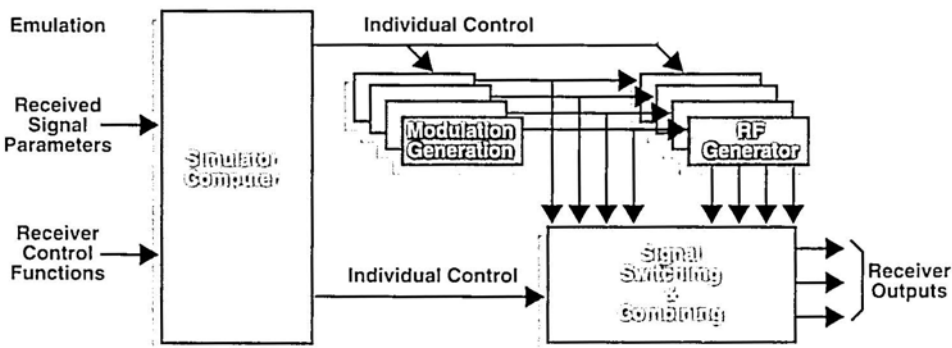 Emulation
Individual Control
Received
Signal
Parameters
Modulation
Generation
RF
Generator
Simulator
Computer
Receiver
Control
Functions
Individual Control
Signal
Switching
&
Combining
Receiver
Outputs